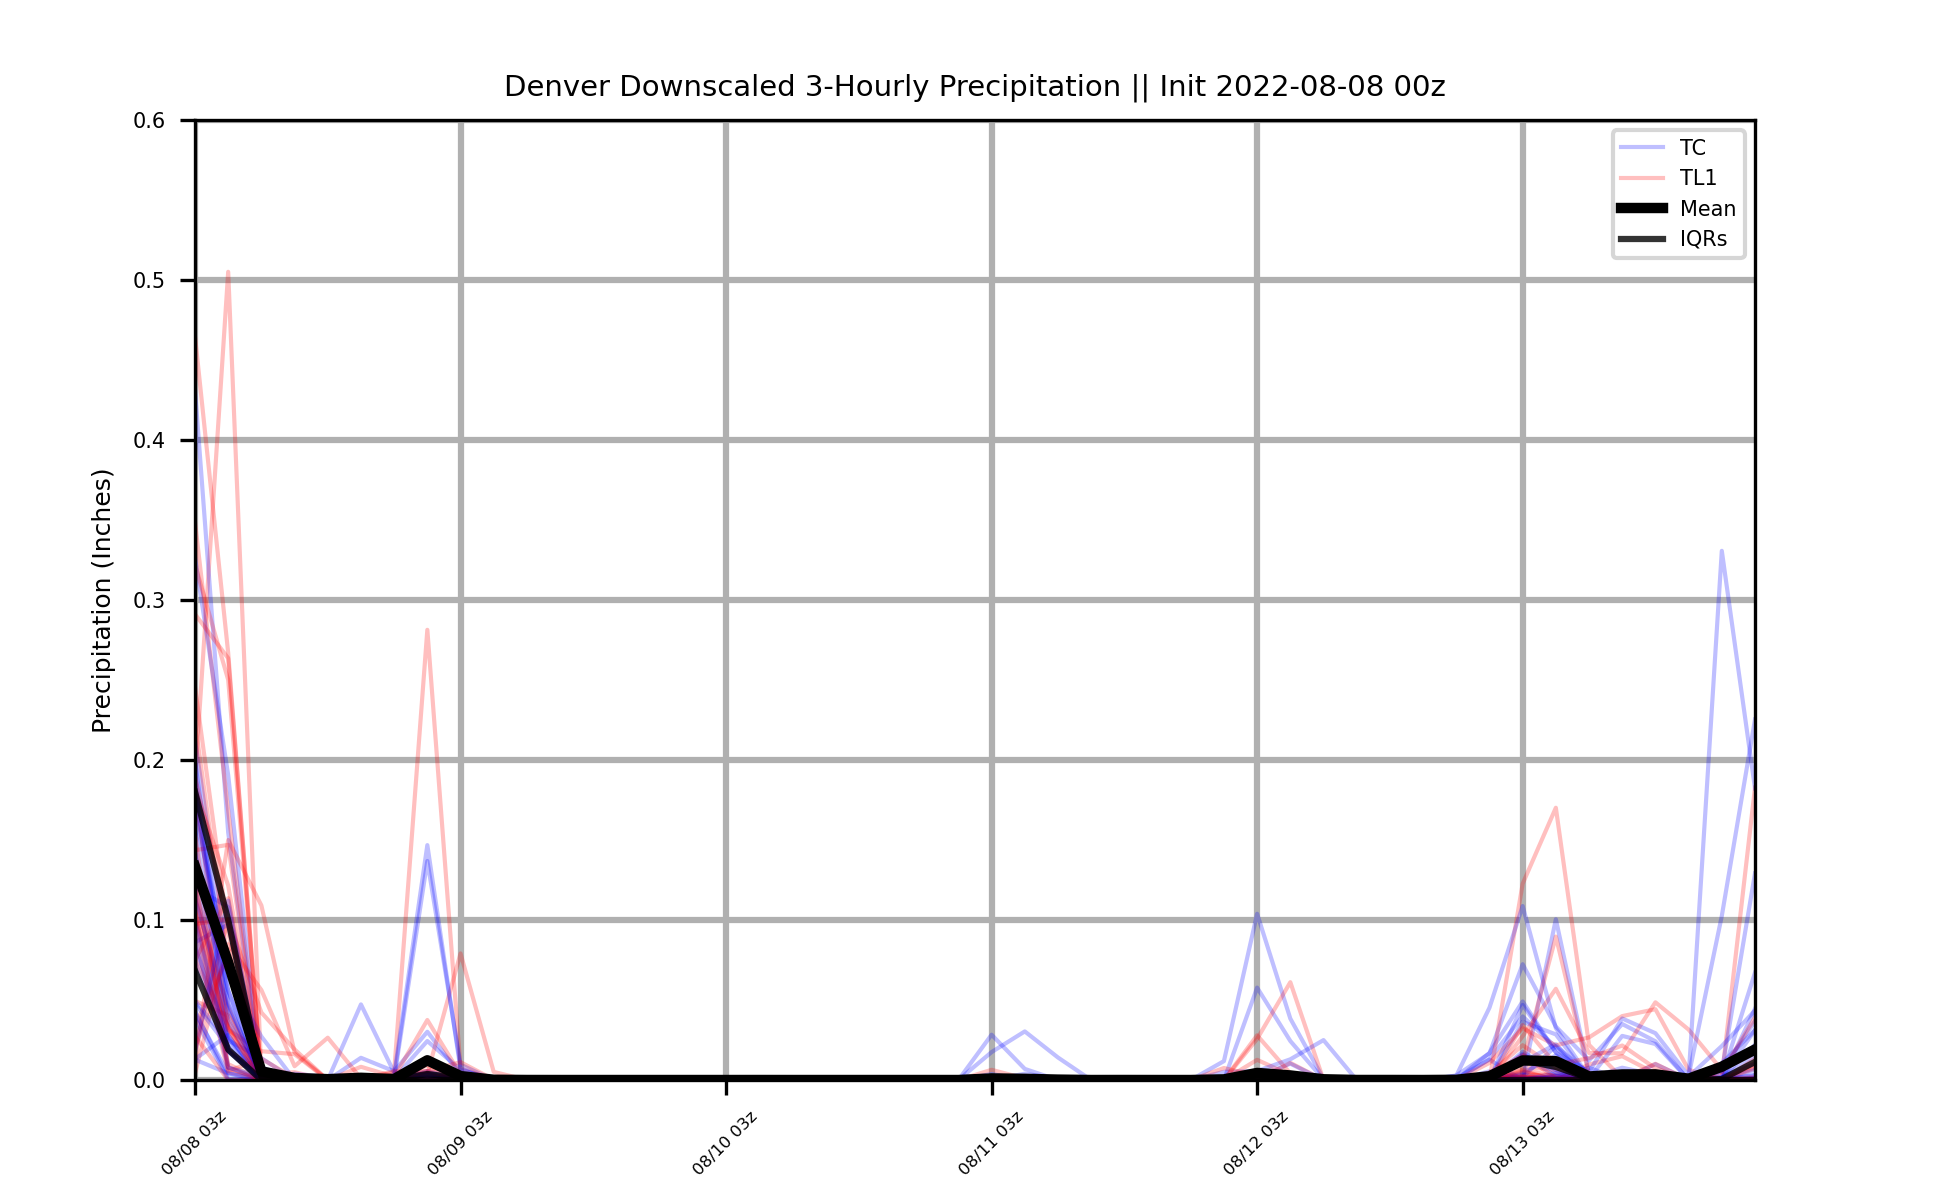 Denver Downscaled 3-Hourly Precipitation || Init 2022-08-08 00z
Precipitation (Inches)
0.6
0.5
0.4
0.3
0.2
0.1
0.0
TC
TL1
Mean
IQRs
08/08 03z
08/09 03z
08/10 03z
08/11 03z
08/12 03z
08/13 03z